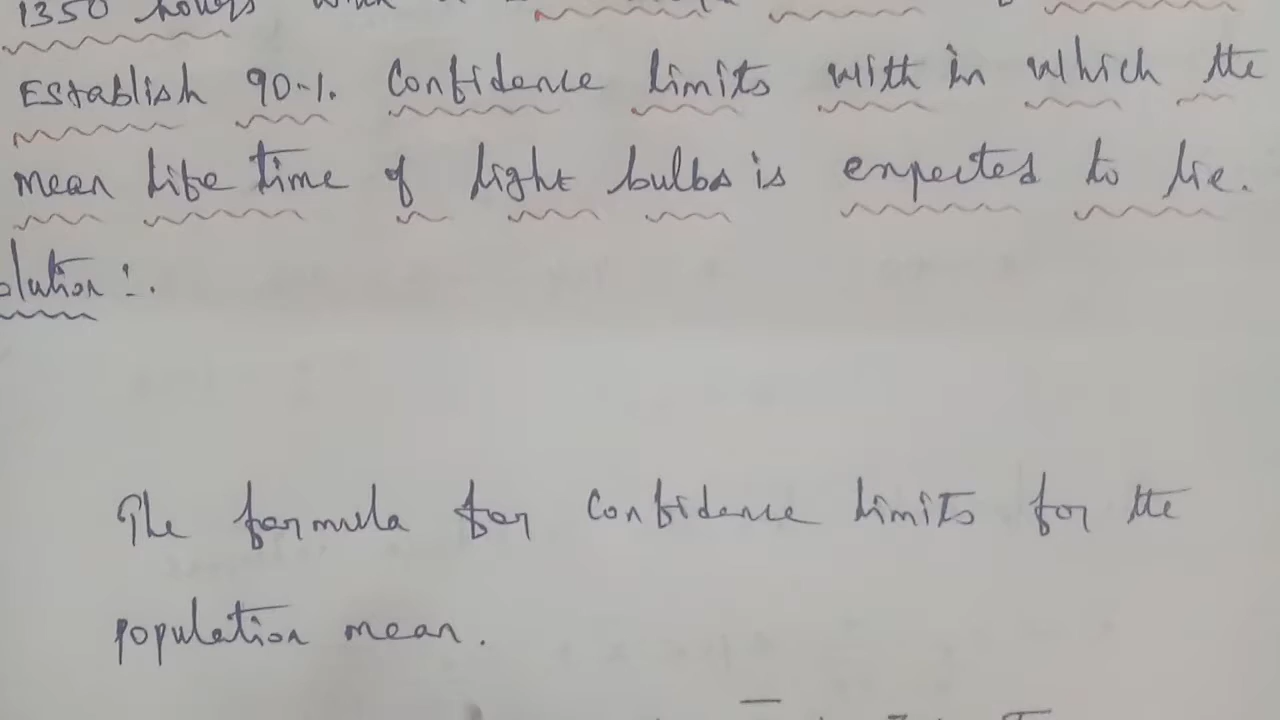 1350 hours with
Establish 90%. Confidence limits with in which the
mean life time of light bulbs is expected to lie.
olution :.
The formula for confidence limits for the
population mean.